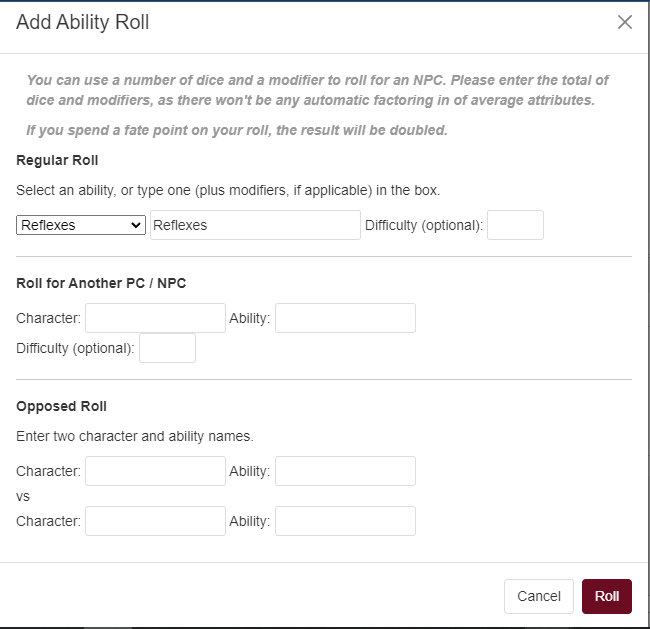 Add Ability Roll
You can use a number of dice and a modifier to roll for an NPC. Please enter the total of
dice and modifiers, as there won't be any automatic factoring in of average attributes.
If you spend a fate point on your roll, the result will be doubled.
Regular Roll
Select an ability, or type one (plus modifiers, if applicable) in the box.
Reflexes Reflexes Difficulty (optional):
Roll for Another PC / NPC
Character: Ability:
Difficulty (optional):
Opposed Roll
Enter two character and ability names.
Character: Ability:
vs
Character: Ability:
Cancel Roll